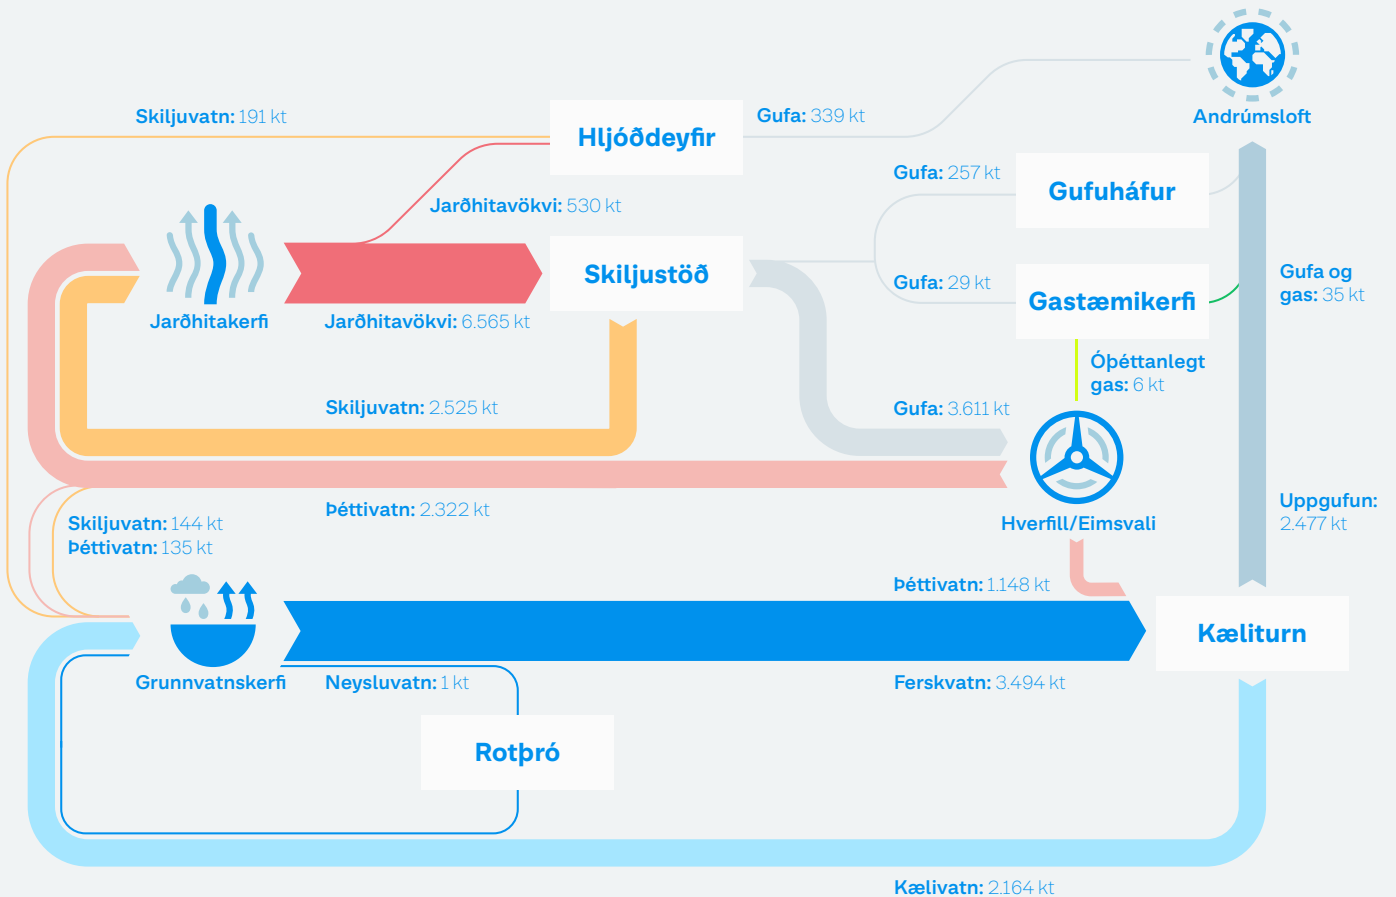 Skiljuvatn: 191 kt
Hljóðdeyfir
Gufa: 339 kt
Andrúmsloft
Gufa: 257 kt
Gufuháfur
Jarðhitavökvi: 530 kt
Skiljustöð
Gufa: 29 kt
Gastæmikerfi
Gufa og
gas: 35 kt
Jarðhitakerfi
Jarðhitavökvi: 6.565 kt
Óþéttanlegt
gas: 6 kt
Skiljuvatn: 2.525 kt
Gufa: 3.611 kt
Þéttivatn: 2.322 kt
Hverfill/Eimsvali
Uppgufun:
2.477 kt
Skiljuvatn: 144 kt
Þéttivatn: 135 kt
Þéttivatn: 1.148 kt
Kæliturn
Grunnvatnskerfi
Neysluvatn: 1 kt
Ferskvatn: 3.494 kt
Rotþró
Kælivatn: 2.164 kt